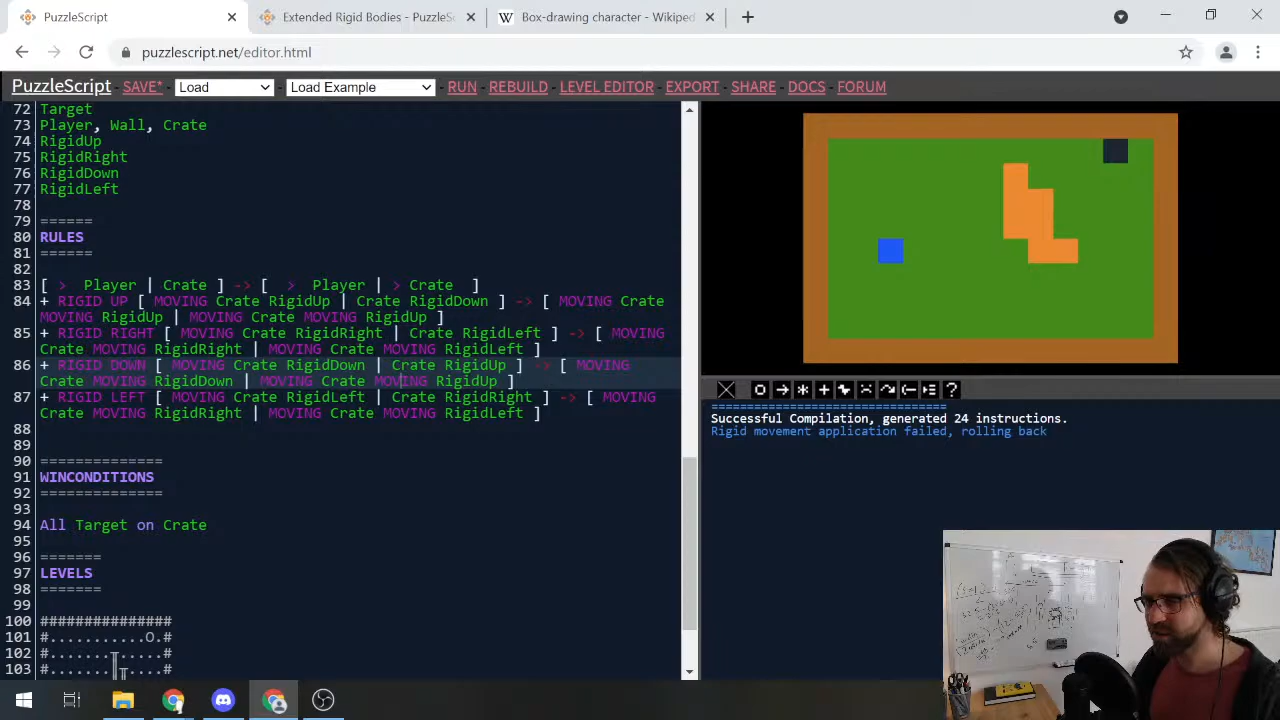 PuzzleScript
Extended Rigid Bodies - PuzzleS
Box-drawing character - Wikiped
puzzlescript.net/editor.html
PuzzleScript - SAVE* - Load Load Example - RUN - REBUILD - LEVEL EDITOR - EXPORT - SHARE - DOCS - FORUM
72 Target
73 Player, Wall, Crate
74 RigidUp
75 RigidRight
76 RigidDown
77 RigidLeft
78
79 ======
80 RULES
81 ======
82
83 [ > Player | Crate ] -> [ > Player | > Crate ]
84 + RIGID UP [ MOVING Crate RigidUp | Crate RigidDown ] -> [ MOVING Crate
MOVING RigidUp | MOVING Crate MOVING RigidUp ]
85 + RIGID RIGHT [ MOVING Crate RigidRight | Crate RigidLeft ] -> [ MOVING
Crate MOVING RigidRight | MOVING Crate MOVING RigidLeft ]
86 + RIGID DOWN [ MOVING Crate RigidDown | Crate RigidUp ] -> [ MOVING
Crate MOVING RigidDown | MOVING Crate MOVING RigidUp ]
87 + RIGID LEFT [ MOVING Crate RigidLeft | Crate RigidRight ] -> [ MOVING
Crate MOVING RigidRight | MOVING Crate MOVING RigidLeft ]
88
89
90 ==============
91 WINCONDITIONS
92 ==============
93
94 All Target on Crate
95
96 =======
97 LEVELS
98 =======
99
100 ###############
101 #...........O.#
102 #.......╥.....#
103 #.......║╥....#
=================================
Successful Compilation, generated 24 instructions.
Rigid movement application failed, rolling back